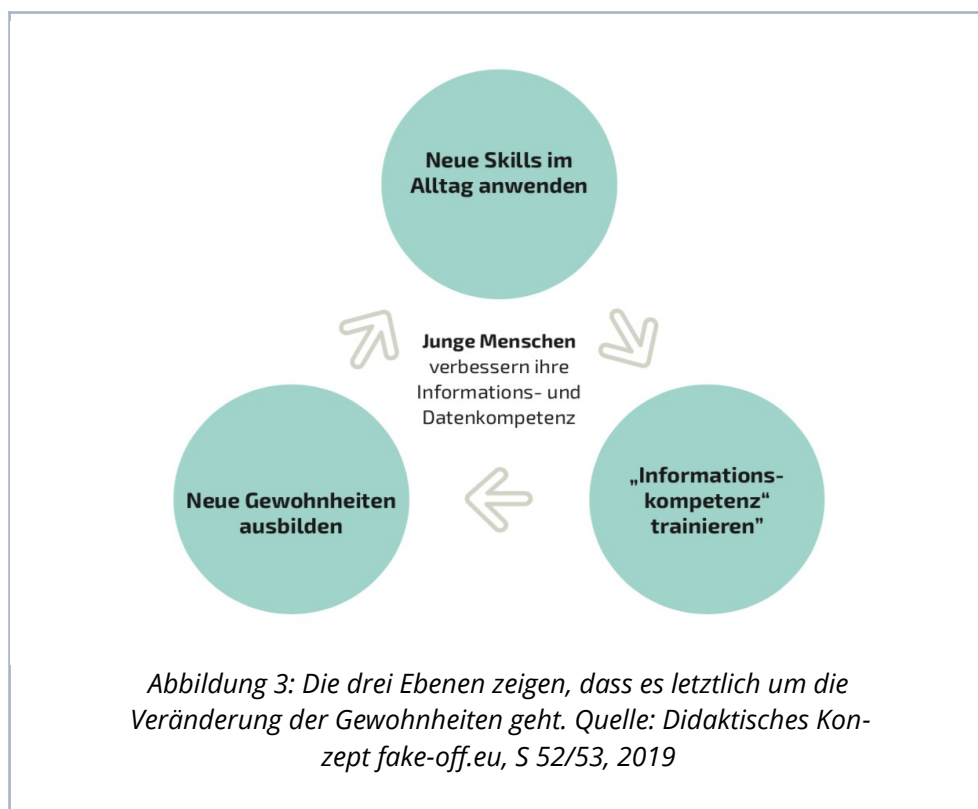 Neue Skills im
Alltag anwenden
Junge Menschen
verbessern ihre
Informations- und
Datenkompetenz
Neue Gewohnheiten
ausbilden
„Informations-
kompetenz“
trainieren”
Abbildung 3: Die drei Ebenen zeigen, dass es letztlich um die
Veränderung der Gewohnheiten geht. Quelle: Didaktisches Kon-
zept fake-off.eu, S 52/53, 2019